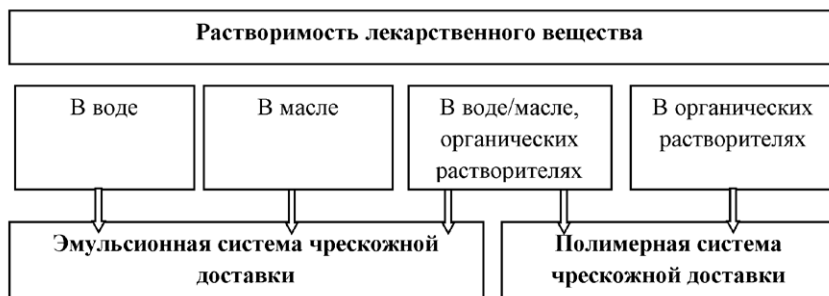 Растворимость лекарственного вещества
В воде
В масле
В воде/масле,
органических
растворителях
В органических
растворителях
Эмульсионная система чрескожной
доставки
Полимерная система
чрескожной доставки